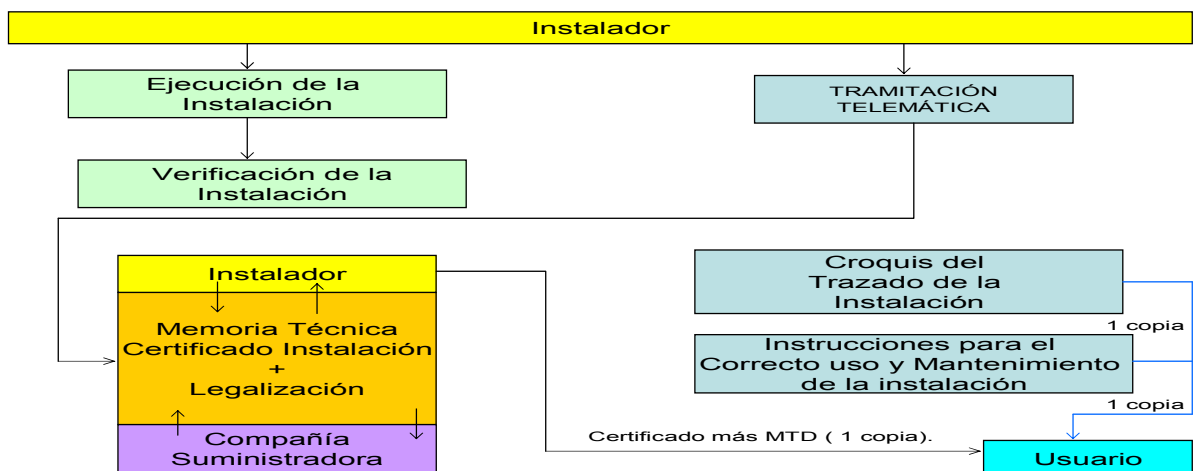 Instalador
Ejecución de la
Instalación
TRAMITACIÓN
TELEMÁTICA
Verificación de la
Instalación
Instalador
Memoria Técnica
Certificado Instalación
+
Legalización
Compañía
Suministradora
Croquis del
Trazado de la
Instalación
1 copia
Instrucciones para el
Correcto uso y Mantenimiento
de la instalación
1 copia
Certificado más MTD ( 1 copia).
Usuario